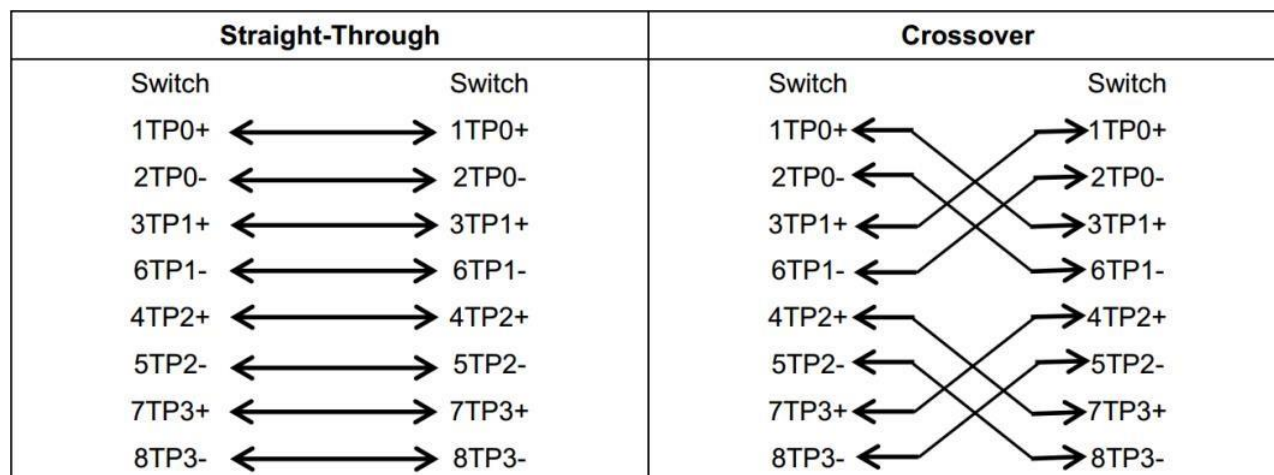 Straight-Through Crossover
Switch Switch Switch Switch
1TP0+ 1TP0+ 1TP0+ 1TP0+
2TP0- 2TP0- 2TP0- 2TP0-
3TP1+ 3TP1+ 3TP1+ 3TP1+
6TP1- 6TP1- 6TP1- 6TP1-
4TP2+ 4TP2+ 4TP2+ 4TP2+
5TP2- 5TP2- 5TP2- 5TP2-
7TP3+ 7TP3+ 7TP3+ 7TP3+
8TP3- 8TP3- 8TP3- 8TP3-